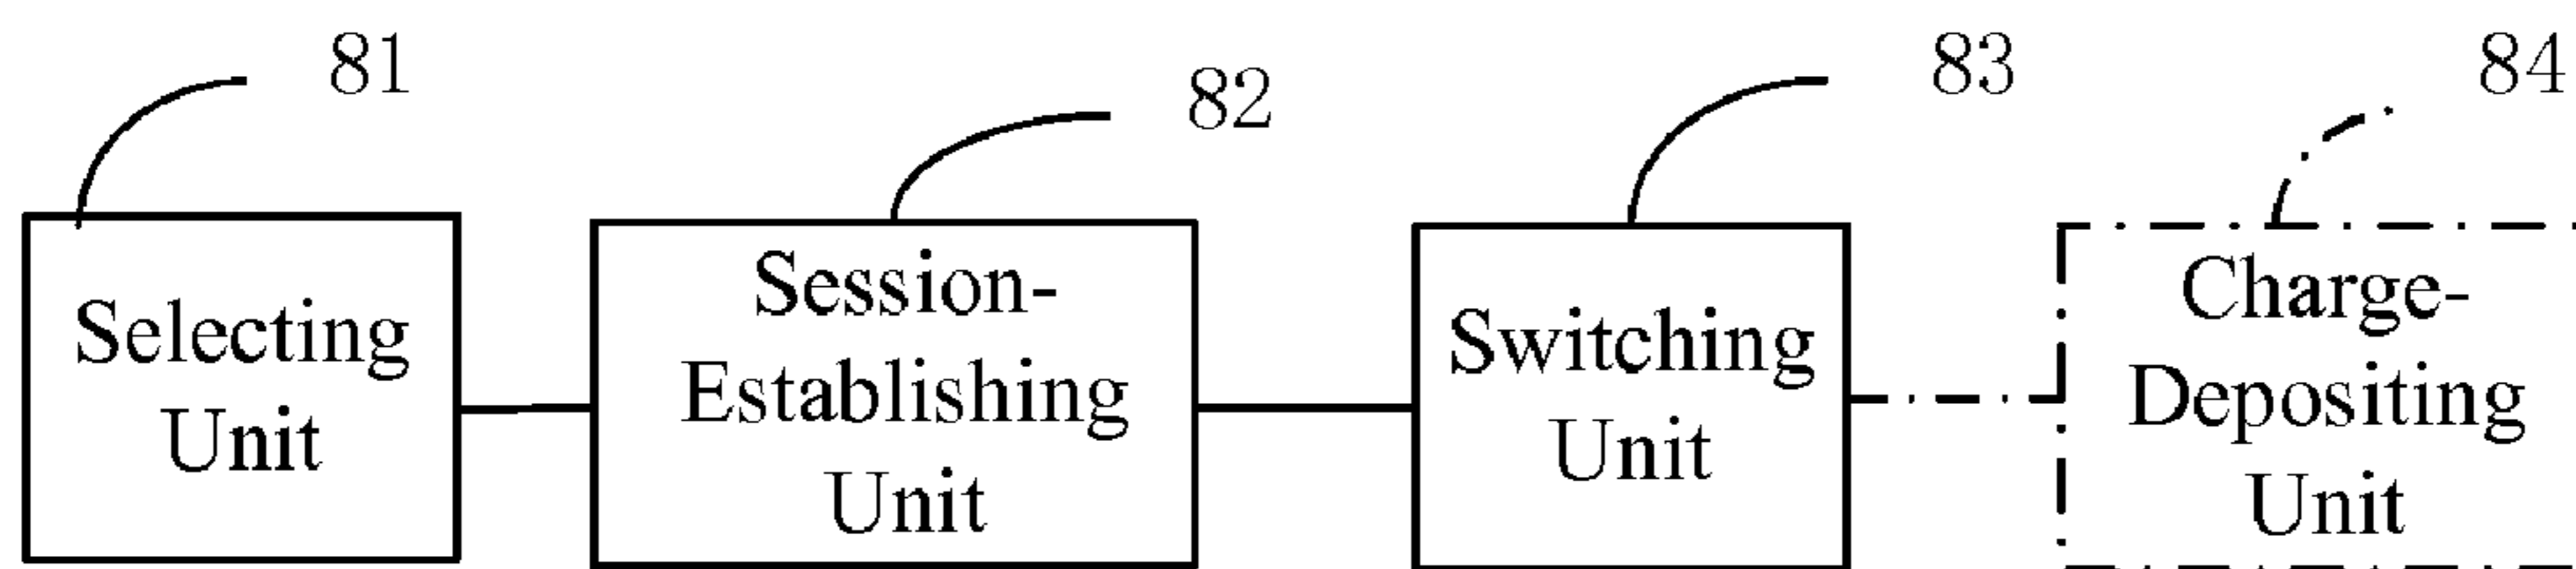 81
82
83
84
Selecting
Unit
Session-
Establishing
Unit
Switching
Unit
Charge-
Depositing
Unit